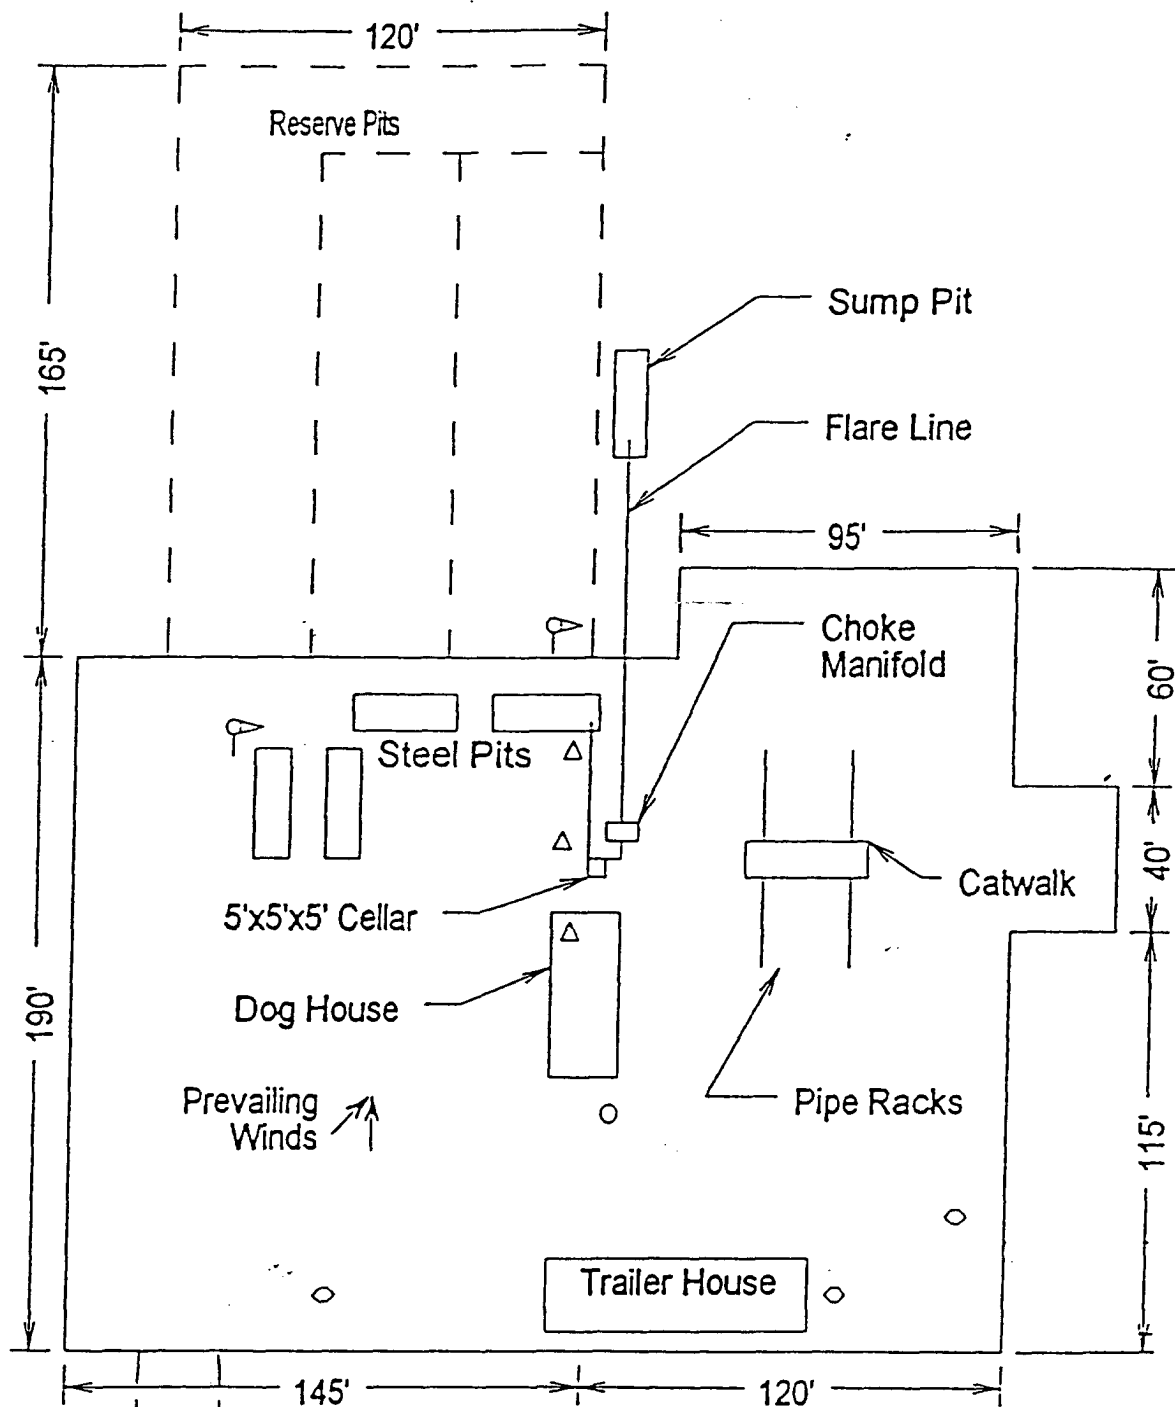 120'
Reserve Pits
Sump Pit
165'
Flare Line
95'
Choke
Manifold
60'
Steel Pits
40'
Catwalk
5'x5'x5' Cellar
Dog House
190'
Prevailing
Winds
Pipe Racks
115'
Trailer House
145'
120'